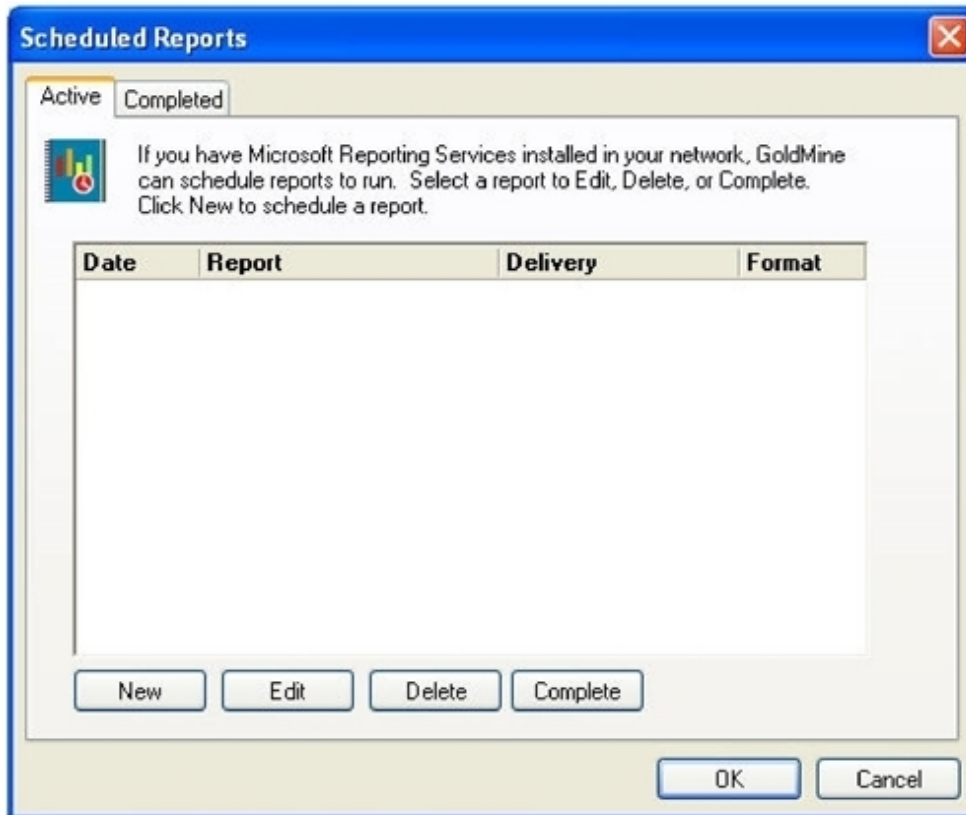 Scheduled Reports
Active Completed
If you have Microsoft Reporting Services installed in your network, GoldMine
can schedule reports to run. Select a report to Edit, Delete, or Complete.
Click New to schedule a report.
Date Report Delivery Format
New Edit Delete Complete
OK Cancel